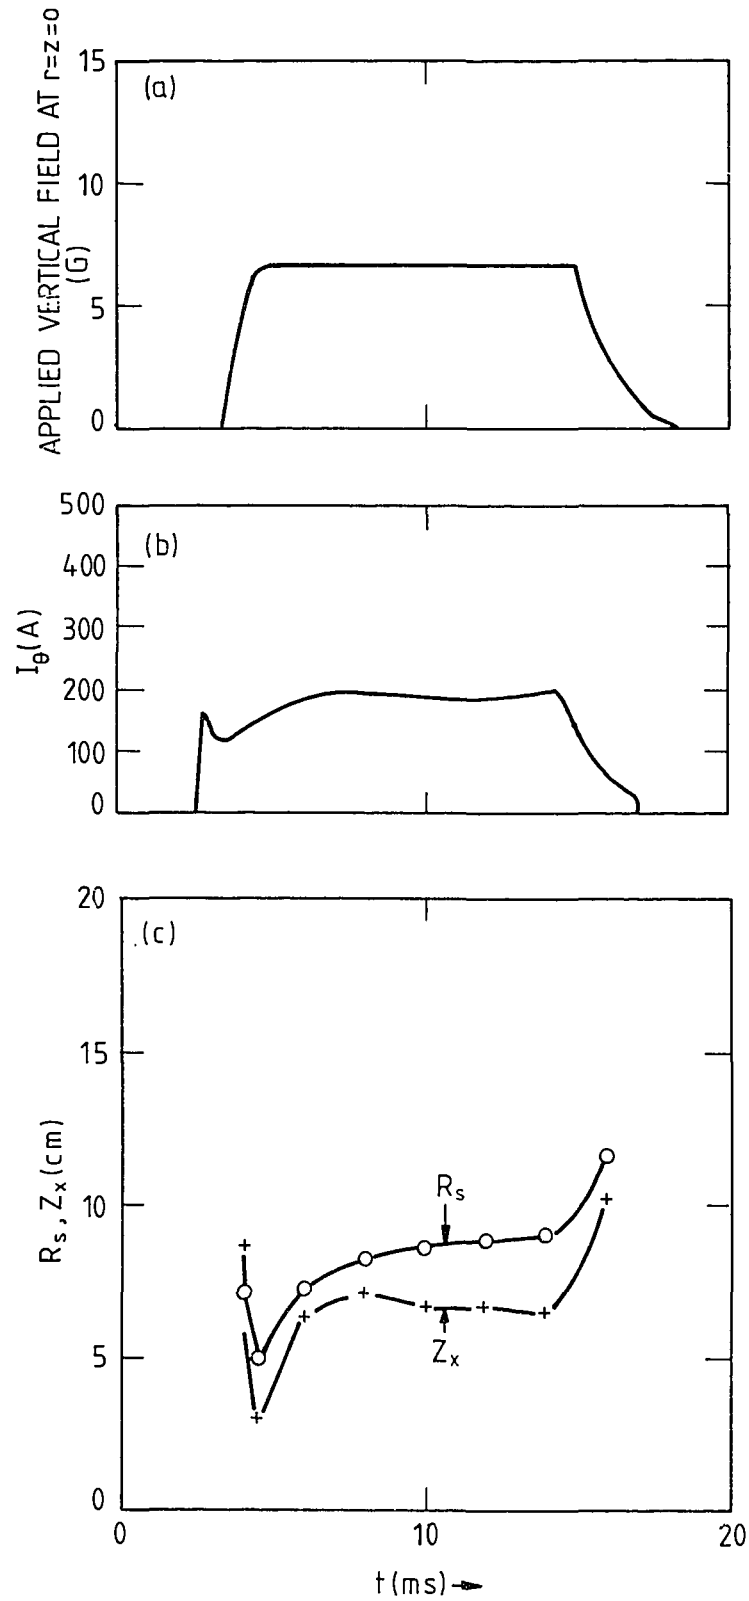 APPLIED VERTICAL FIELD AT r=z=0
(G)
15
(a)
10
5
0
500
(b)
400
300
200
100
0
I_θ(A)
20
(c)
15
10
5
0
R_s, Z_x (cm)
R_s
Z_x
0 10 20
t(ms) →